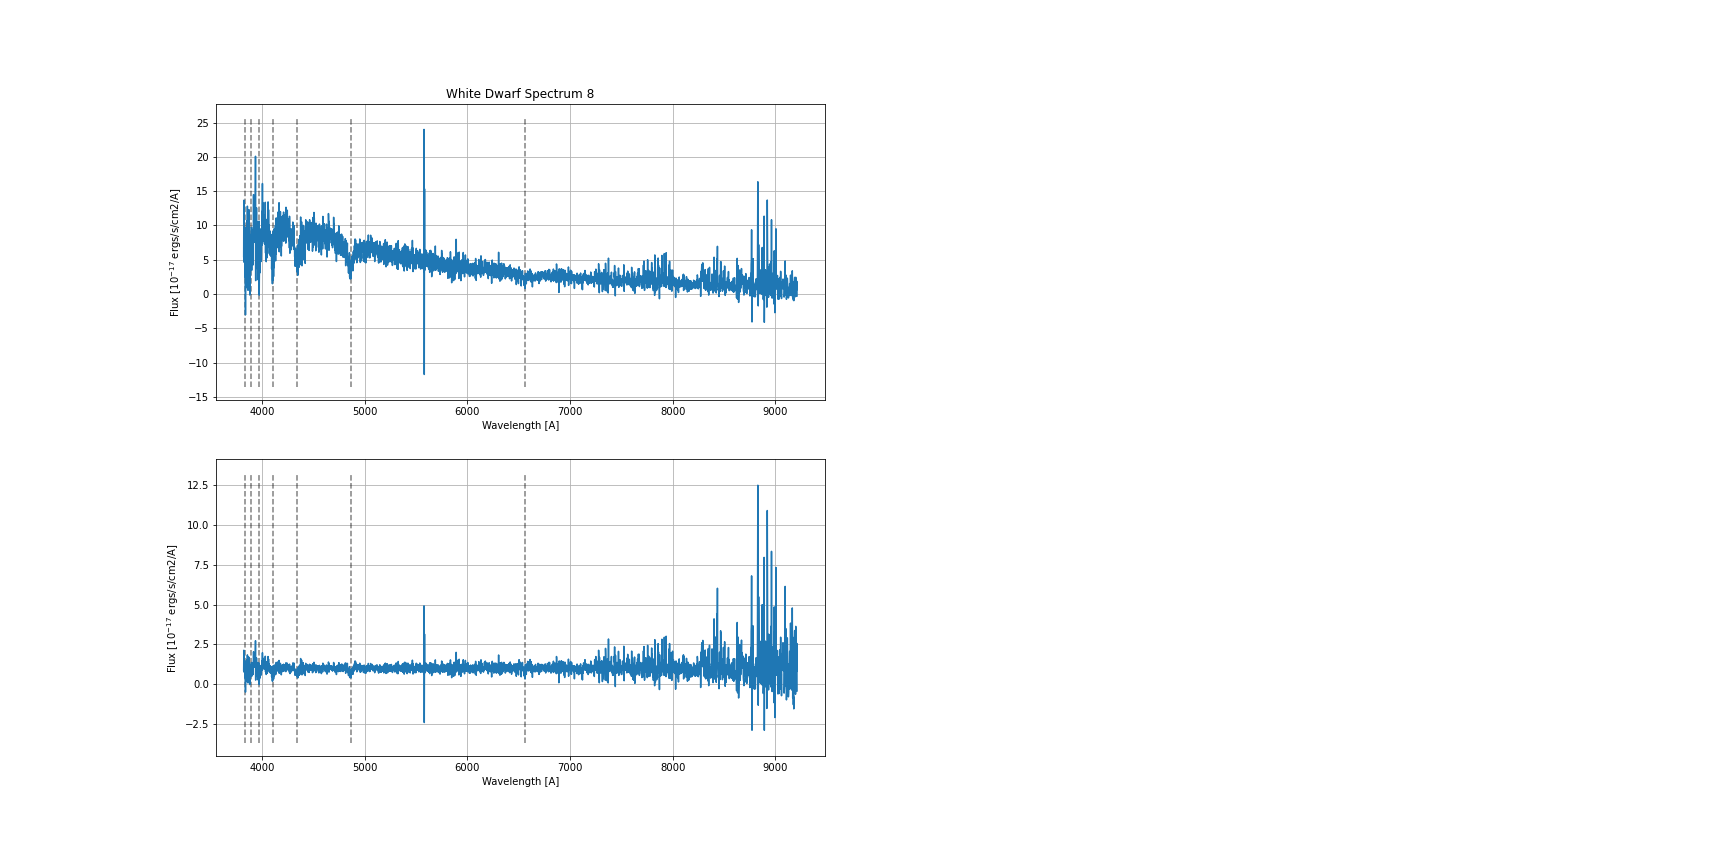 White Dwarf Spectrum 8
25
20
15
10
5
0
−5
−10
−15
Flux [10⁻¹⁷ ergs/s/cm2/A]
4000 5000 6000 7000 8000 9000
Wavelength [A]
12.5
10.0
7.5
5.0
2.5
0.0
−2.5
Flux [10⁻¹⁷ ergs/s/cm2/A]
4000 5000 6000 7000 8000 9000
Wavelength [A]